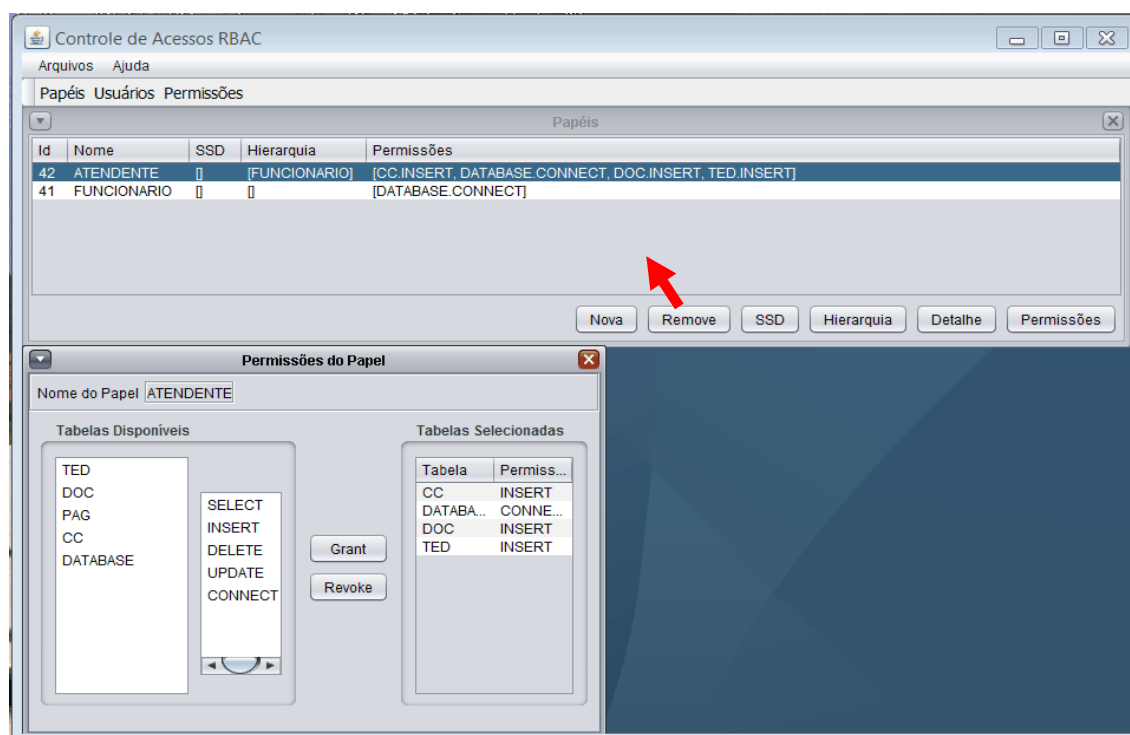 Controle de Acessos RBAC
Arquivos Ajuda
Papéis Usuários Permissões
Papéis
Id Nome SSD Hierarquia Permissões
42 ATENDENTE [] [FUNCIONARIO] [CC.INSERT, DATABASE.CONNECT, DOC.INSERT, TED.INSERT]
41 FUNCIONARIO [] [] [DATABASE.CONNECT]
Nova Remove SSD Hierarquia Detalhe Permissões
Permissões do Papel
Nome do Papel ATENDENTE
Tabelas Disponíveis
TED
DOC
PAG
CC
DATABASE
SELECT
INSERT
DELETE
UPDATE
CONNECT
Grant
Revoke
Tabelas Selecionadas
Tabela Permiss...
CC INSERT
DATABA... CONNE...
DOC INSERT
TED INSERT